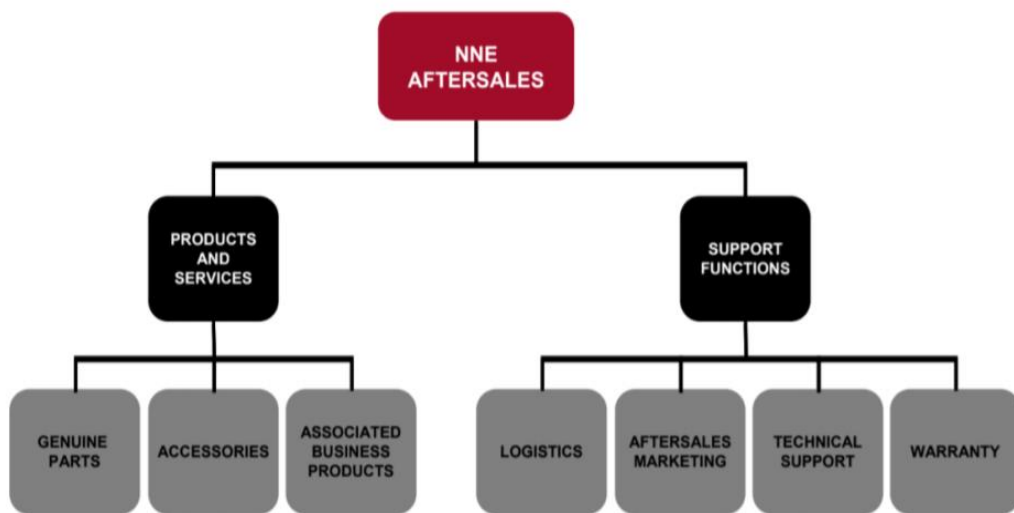 NNE
AFTERSALES
PRODUCTS
AND
SERVICES
SUPPORT
FUNCTIONS
GENUINE
PARTS
ACCESSORIES
ASSOCIATED
BUSINESS
PRODUCTS
LOGISTICS
AFTERSALES
MARKETING
TECHNICAL
SUPPORT
WARRANTY